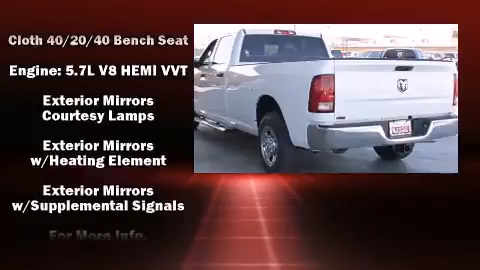 Cloth 40/20/40 Bench Seat
Engine: 5.7L V8 HEMI VVT
Exterior Mirrors
Courtesy Lamps
Exterior Mirrors
w/Heating Element
Exterior Mirrors
w/Supplemental Signals
For More Info.